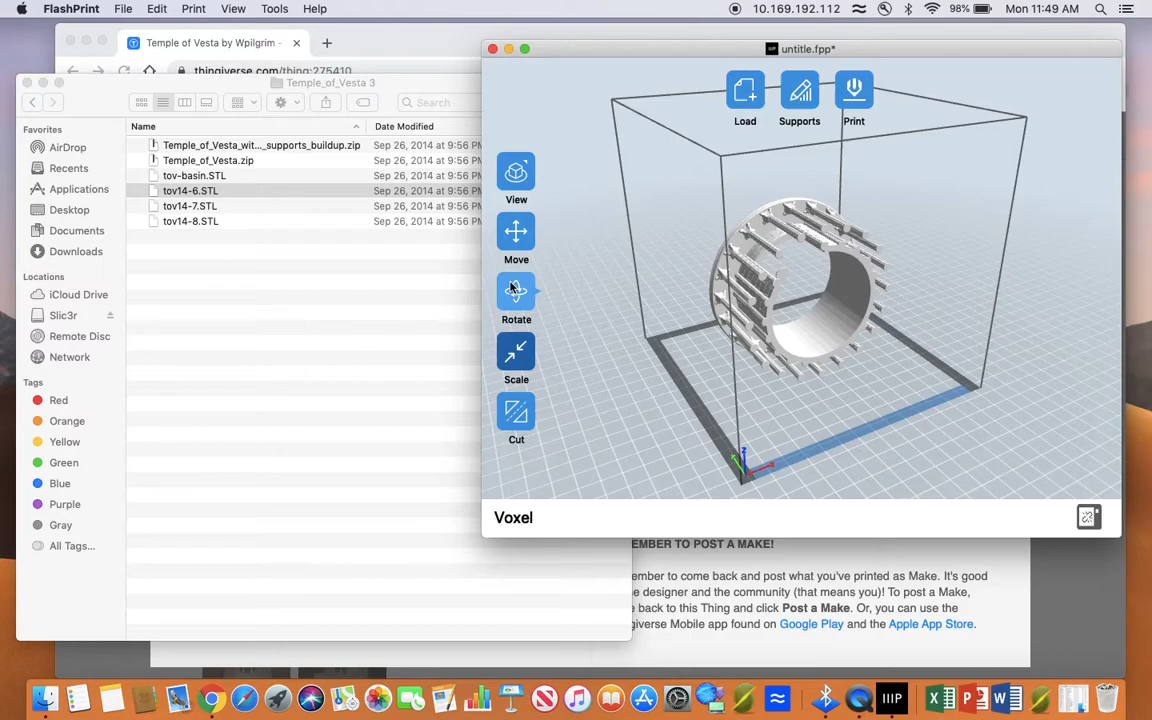 FlashPrint File Edit Print View Tools Help
10.169.192.112 98% Mon 11:49 AM
Temple of Vesta by Wpilgrim -
thingiverse.com/thing:275410
untitle.fpp*
Temple_of_Vesta 3
Search
Favorites
AirDrop
Recents
Applications
Desktop
Documents
Downloads
Locations
iCloud Drive
Slic3r
Remote Disc
Network
Tags
Red
Orange
Yellow
Green
Blue
Purple
Gray
All Tags...
Name Date Modified
Temple_of_Vesta_wit..._supports_buildup.zip Sep 26, 2014 at 9:56 PM
Temple_of_Vesta.zip Sep 26, 2014 at 9:56 PM
tov-basin.STL Sep 26, 2014 at 9:56 PM
tov14-6.STL Sep 26, 2014 at 9:56 PM
tov14-7.STL Sep 26, 2014 at 9:56 PM
tov14-8.STL Sep 26, 2014 at 9:56 PM
Load Supports Print
View
Move
Rotate
Scale
Cut
z
Voxel
EMBER TO POST A MAKE!
ember to come back and post what you've printed as Make. It's good
e designer and the community (that means you)! To post a Make,
e back to this Thing and click Post a Make. Or, you can use the
giverse Mobile app found on Google Play and the Apple App Store.
IIIP